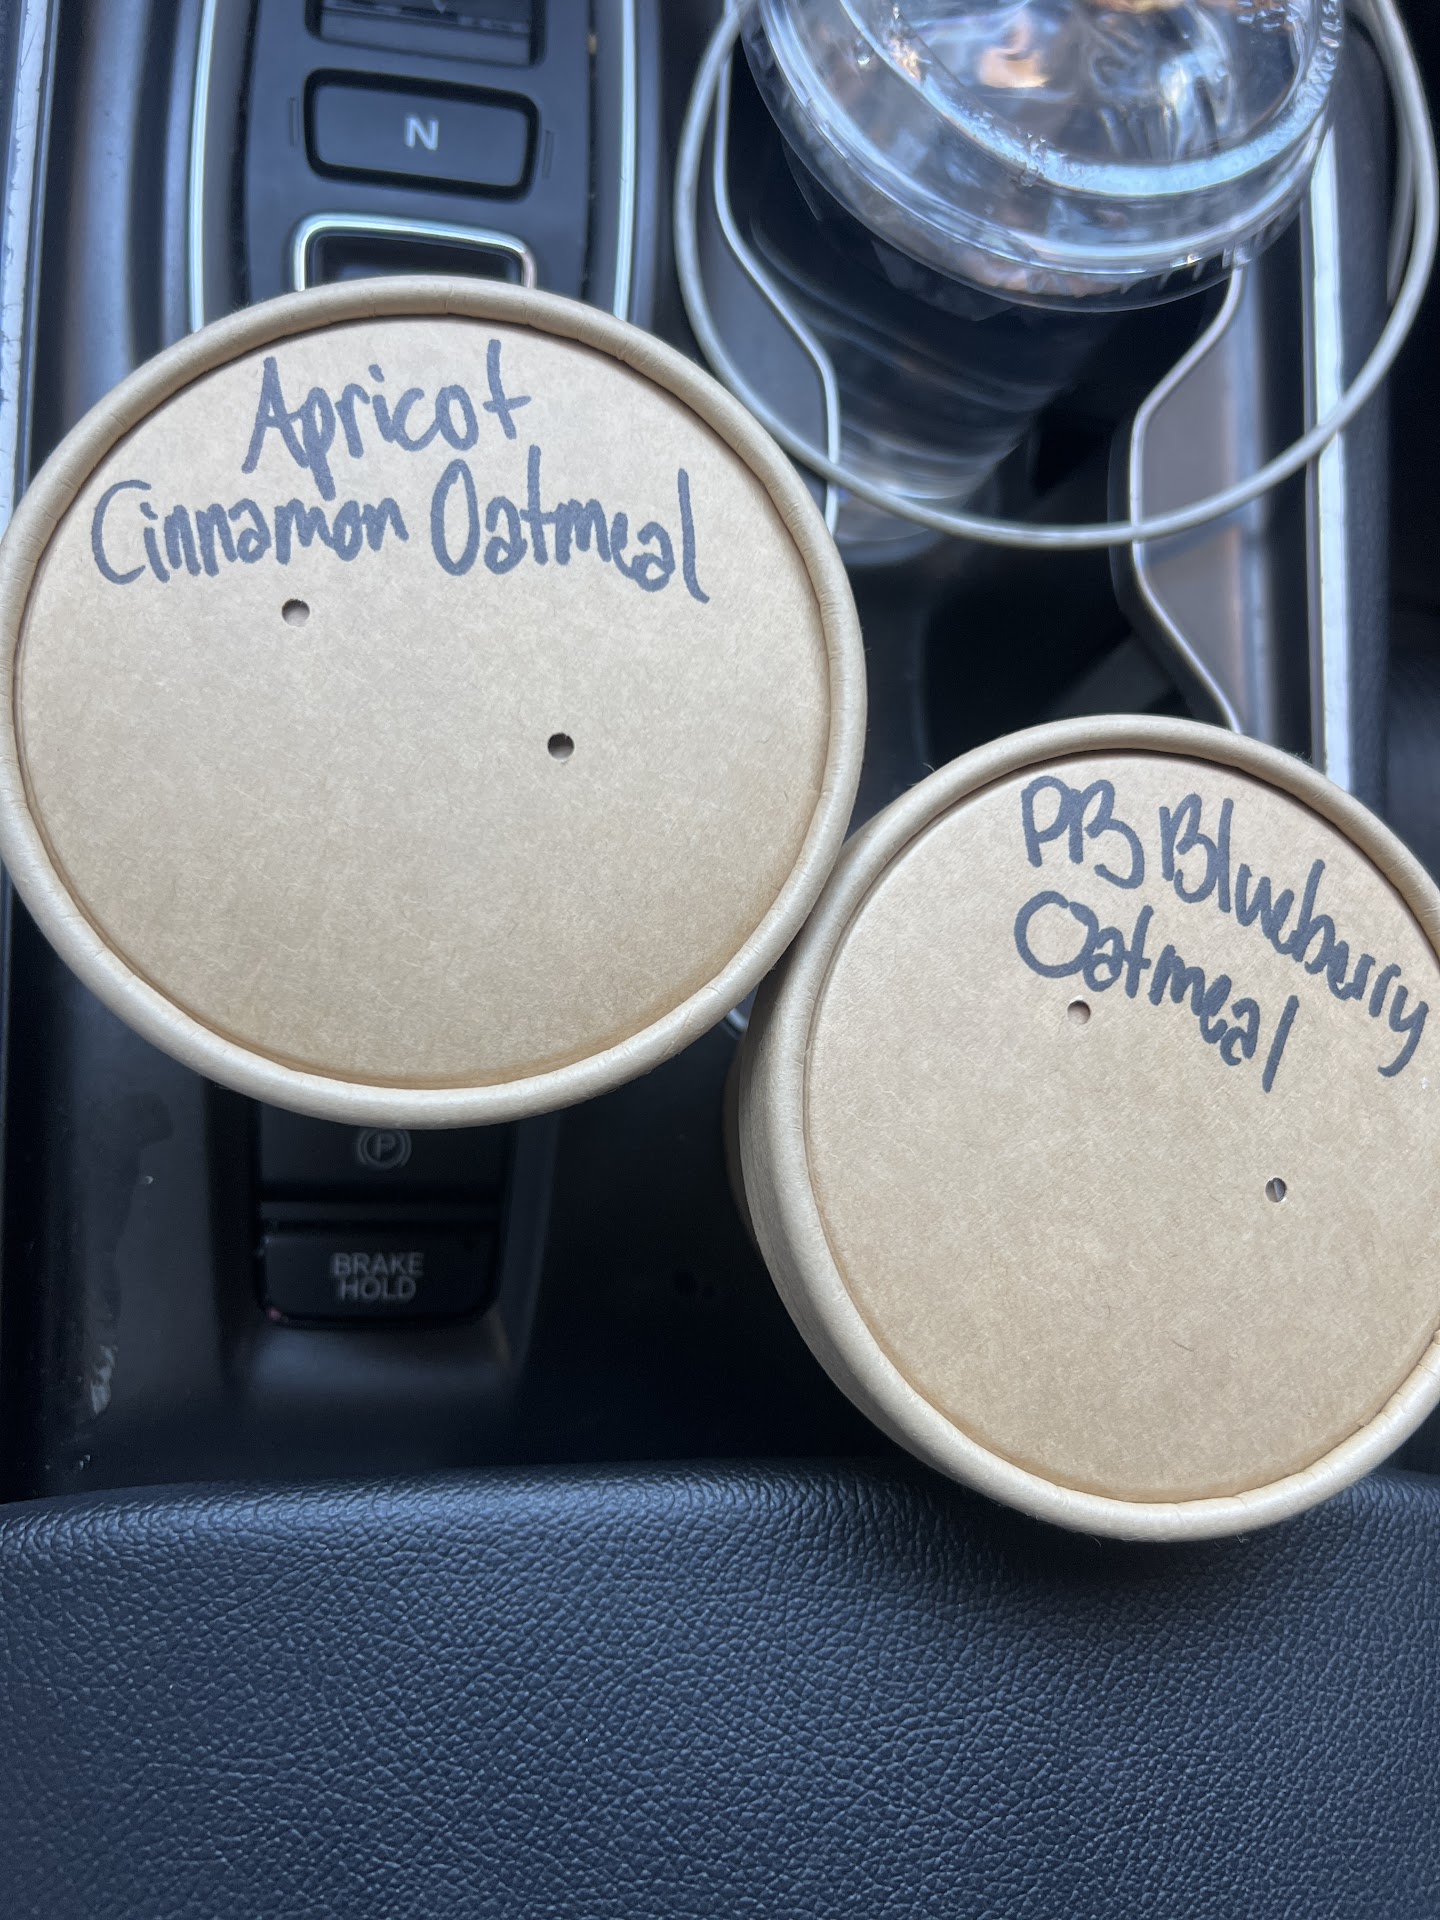 N
Apricot
Cinnamon Oatmeal
PB Blueberry
Oatmeal
P
BRAKE
HOLD